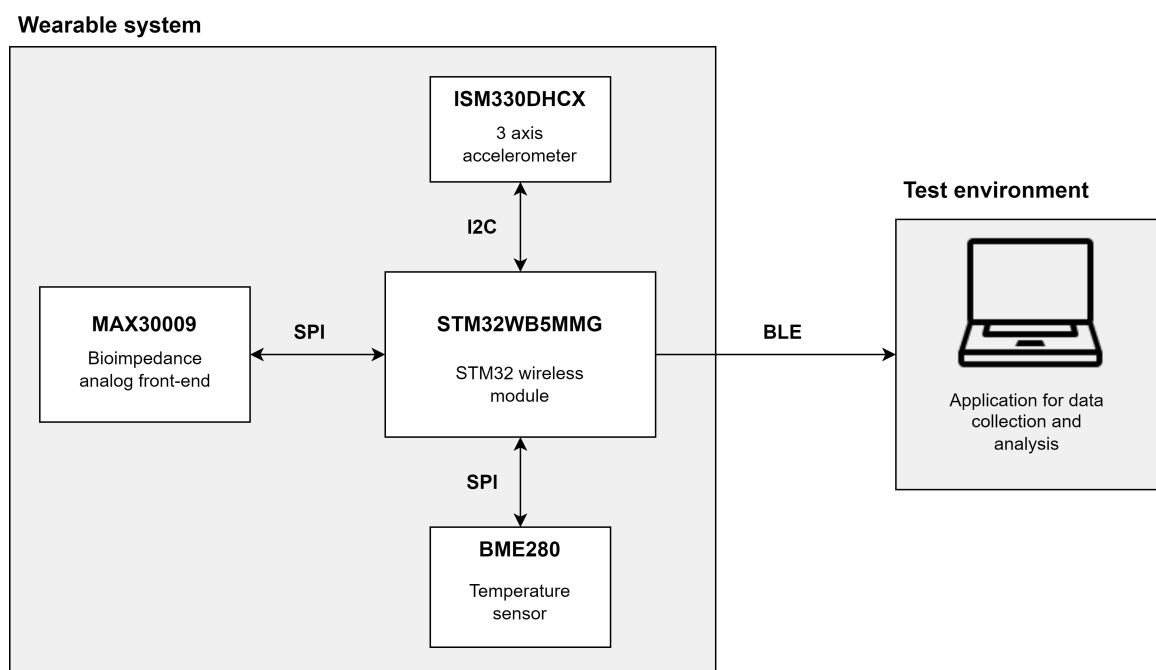 Wearable system
ISM330DHCX
3 axis
accelerometer
I2C
Test environment
MAX30009
Bioimpedance
analog front-end
SPI
STM32WB5MMG
STM32 wireless
module
BLE
Application for data
collection and
analysis
SPI
BME280
Temperature
sensor